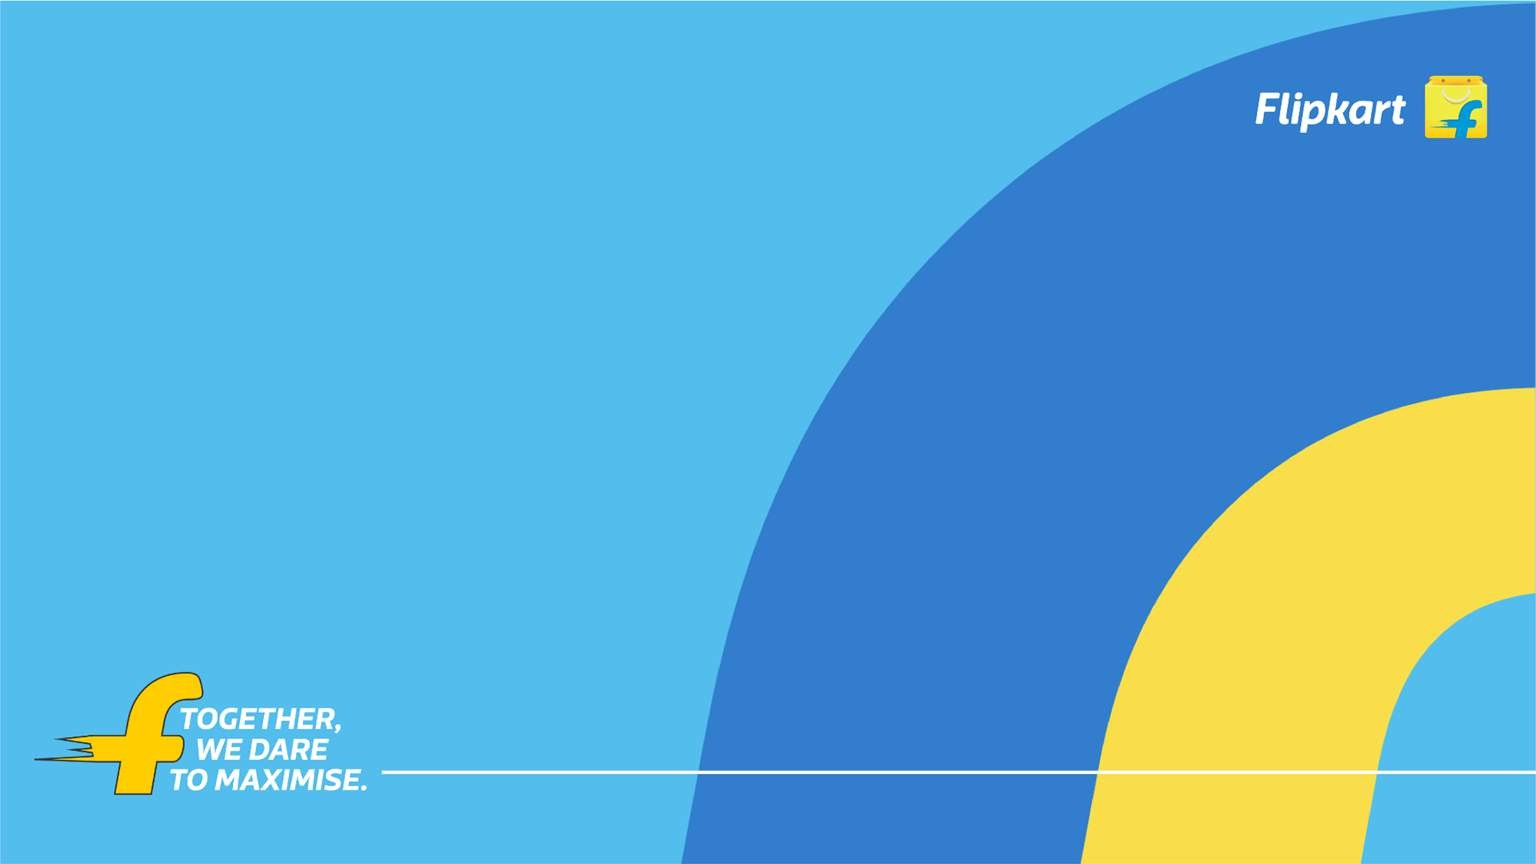 Flipkart
TOGETHER,
WE DARE
TO MAXIMISE.